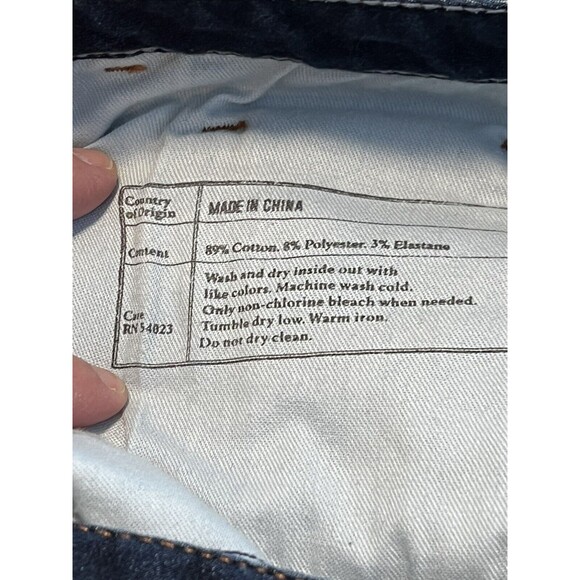 Country
of Origin
MADE IN CHINA
Content
89% Cotton, 8% Polyester, 3% Elastane
Care
RN 54023
Wash and dry inside out with
like colors. Machine wash cold.
Only non-chlorine bleach when needed.
Tumble dry low. Warm iron.
Do not dry clean.